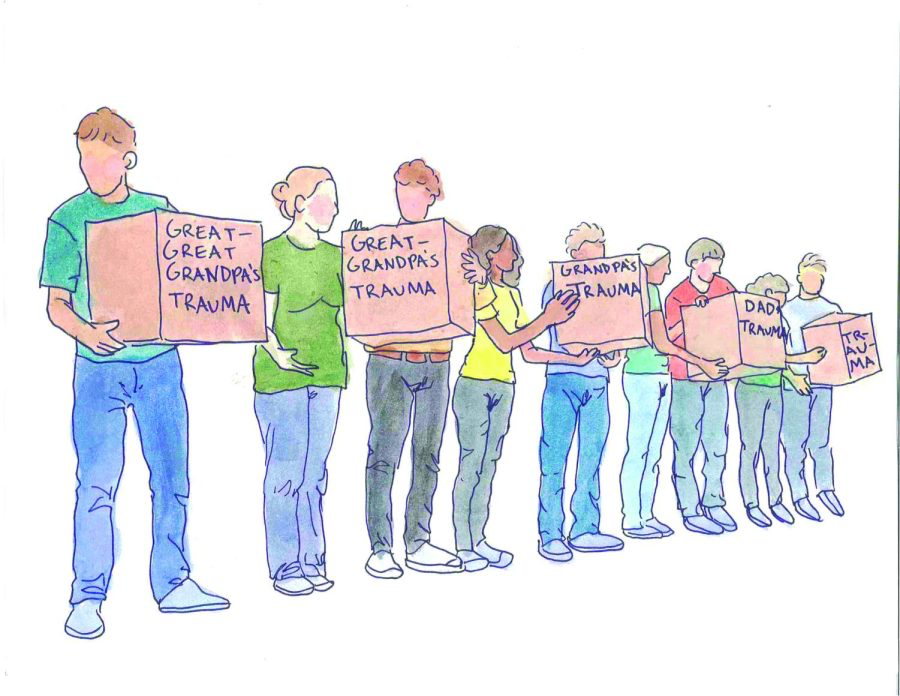 GREAT-
GREAT
GRANDPA'S
TRAUMA
GREAT-
GRANDPA'S
TRAUMA
GRANDPA'S
TRAUMA
DAD'S
TRAUMA
TR-
AU-
MA